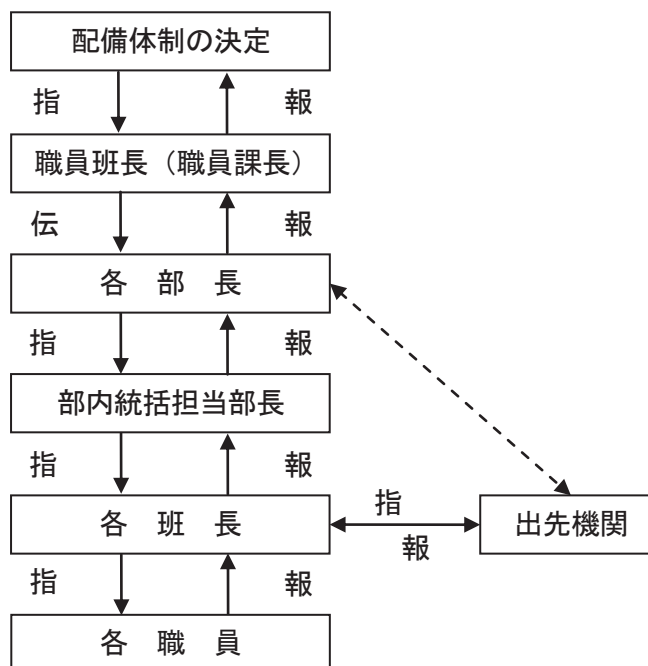 配備体制の決定
指 報
職員班長（職員課長）
伝 報
各 部 長
指 報
部内統括担当部長
指 報
各 班 長
指
報
出先機関
指 報
各 職 員